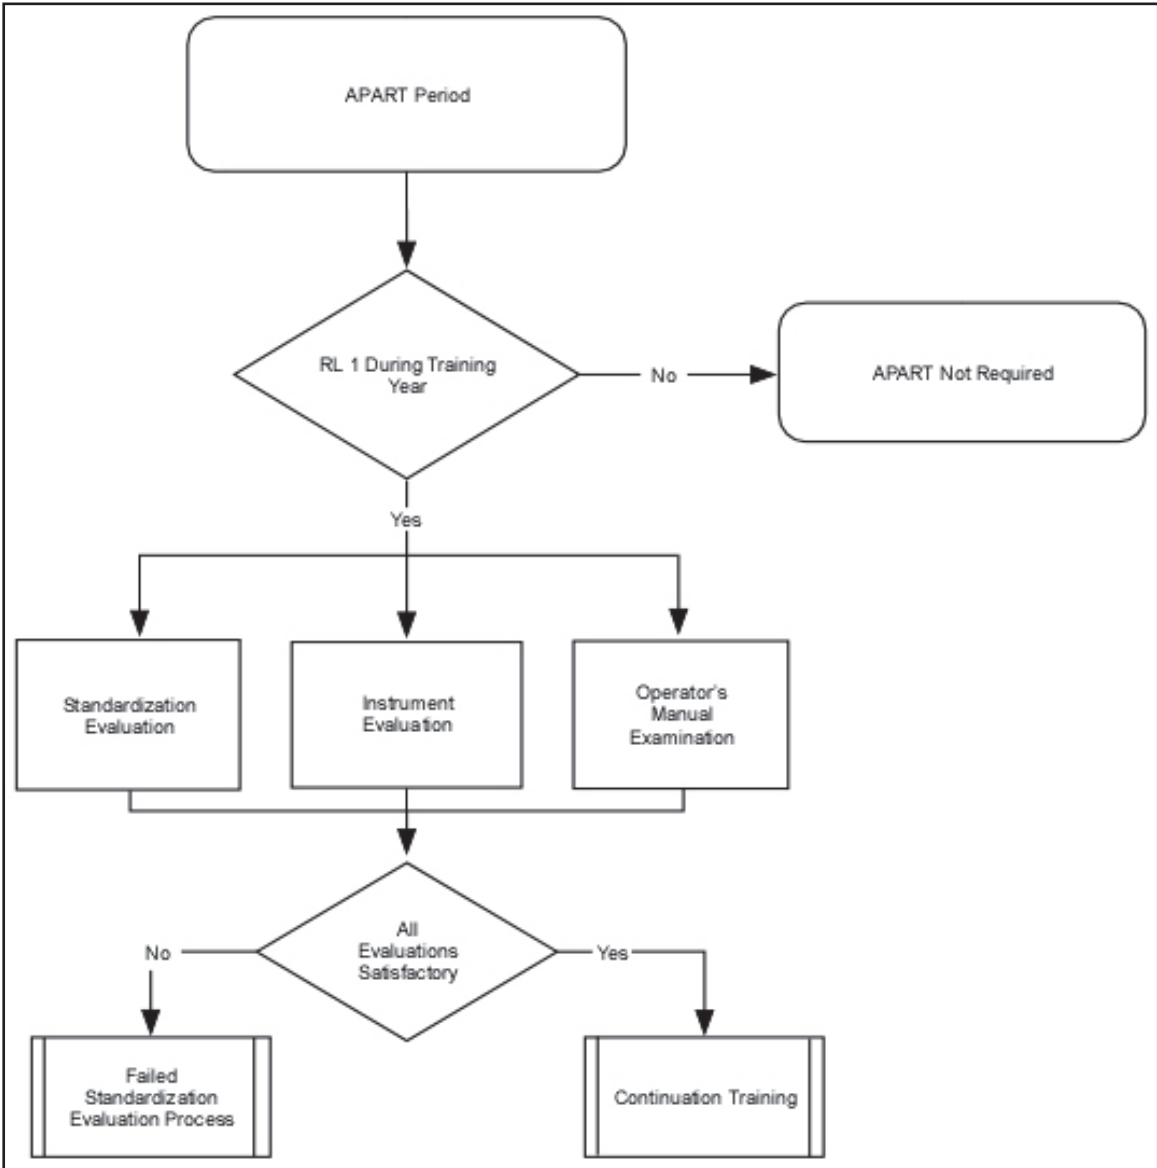 APART Period
RL 1 During Training
Year
No
APART Not Required
Yes
Standardization
Evaluation
Instrument
Evaluation
Operator's
Manual
Examination
All
Evaluations
Satisfactory
No
Yes
Failed
Standardization
Evaluation Process
Continuation Training